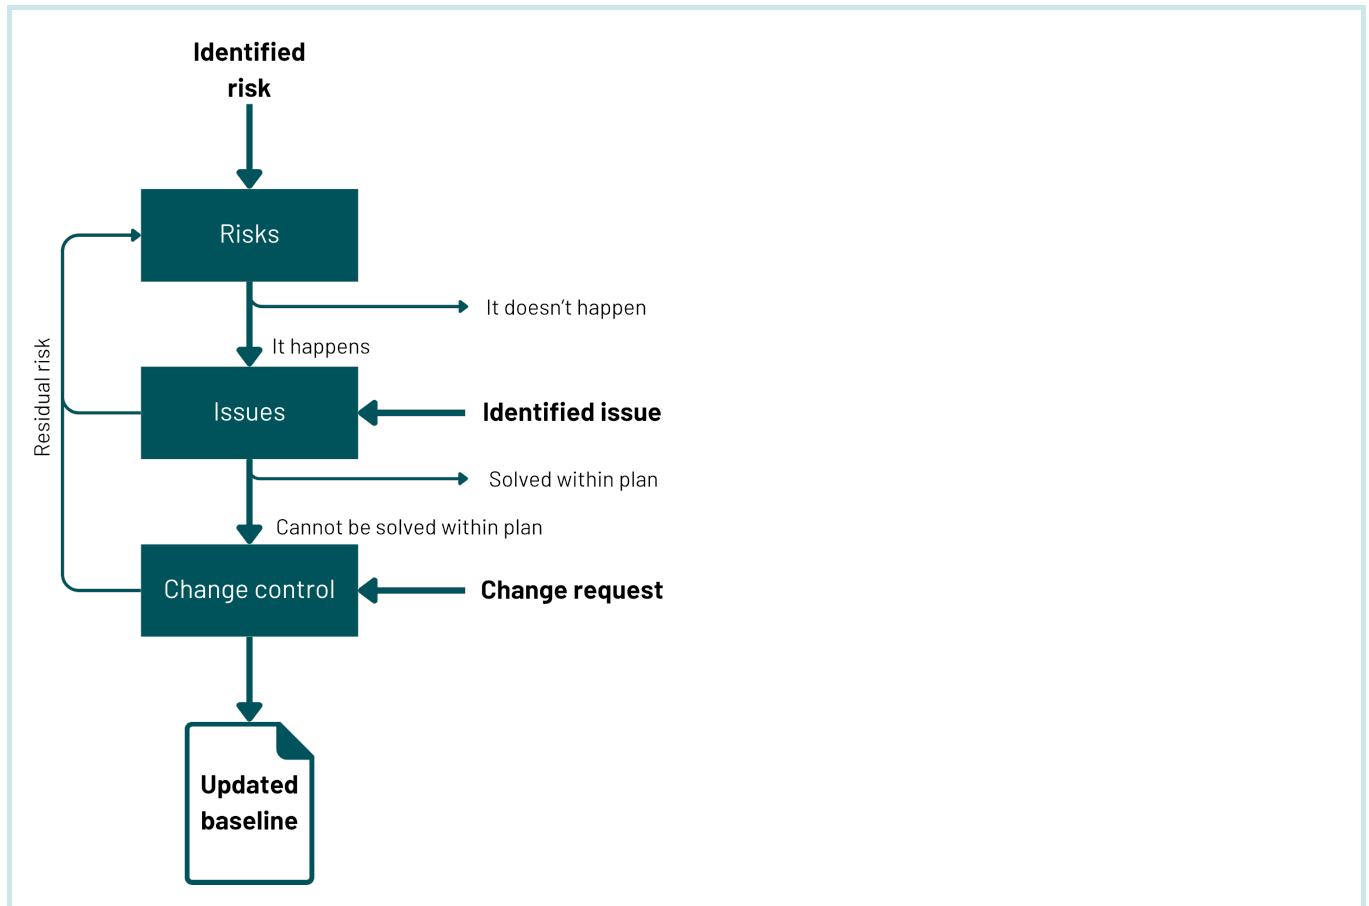 Identified
risk
Risks
It doesn’t happen
It happens
Residual risk
Issues
Identified issue
Solved within plan
Cannot be solved within plan
Change control
Change request
Updated
baseline